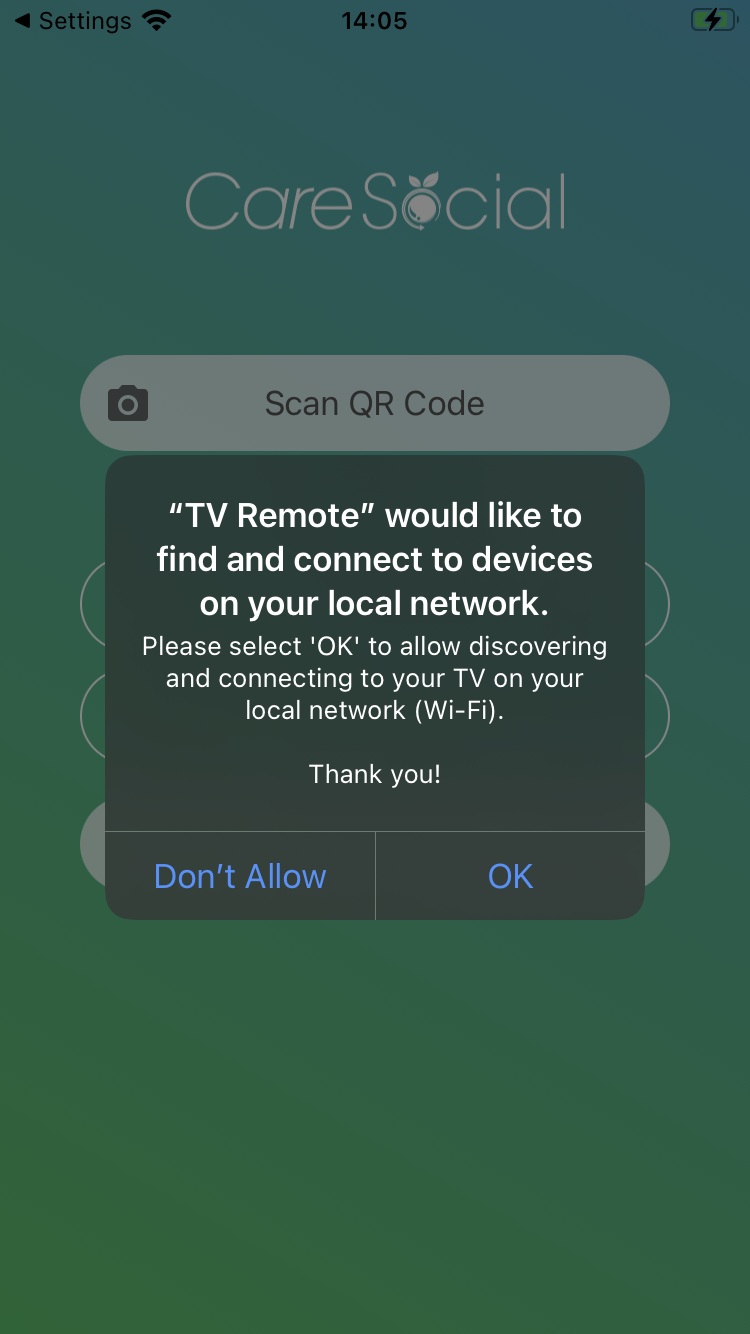 Settings
14:05
CareSocial
Scan QR Code
“TV Remote” would like to
find and connect to devices
on your local network.
Please select 'OK' to allow discovering
and connecting to your TV on your
local network (Wi-Fi).
Thank you!
Don’t Allow
OK